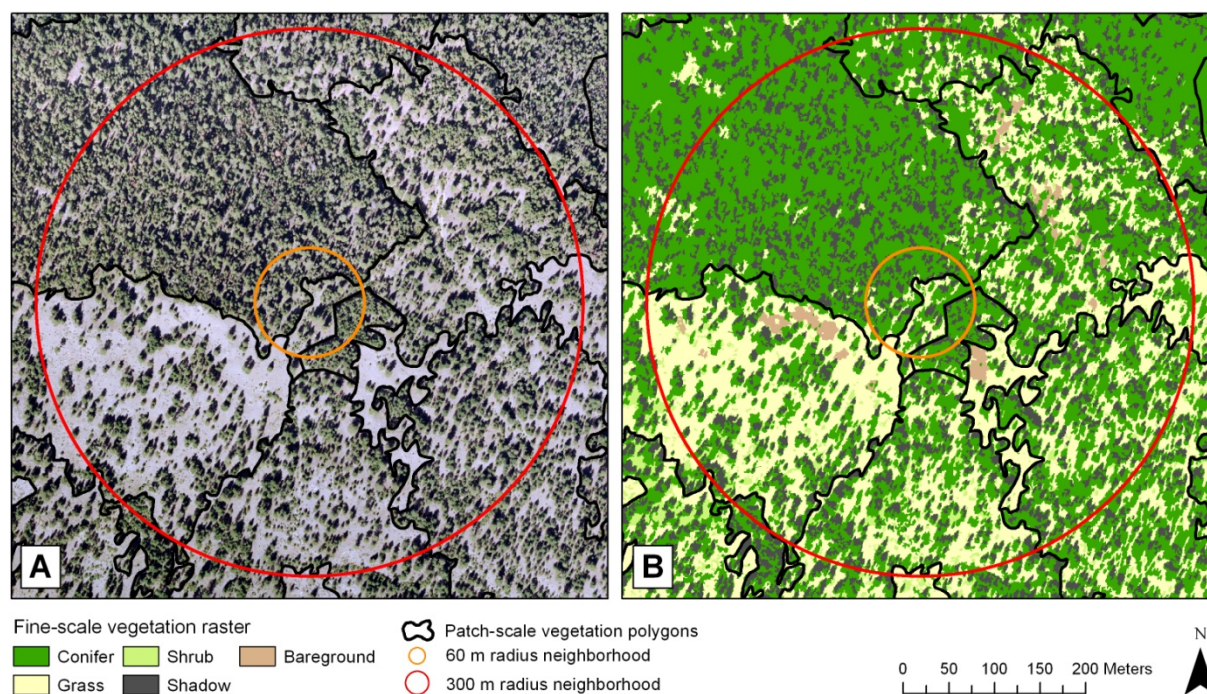 A
B
Fine-scale vegetation raster
Conifer
Shrub
Bareground
Grass
Shadow
Patch-scale vegetation polygons
60 m radius neighborhood
300 m radius neighborhood
0 50 100 150 200 Meters
N